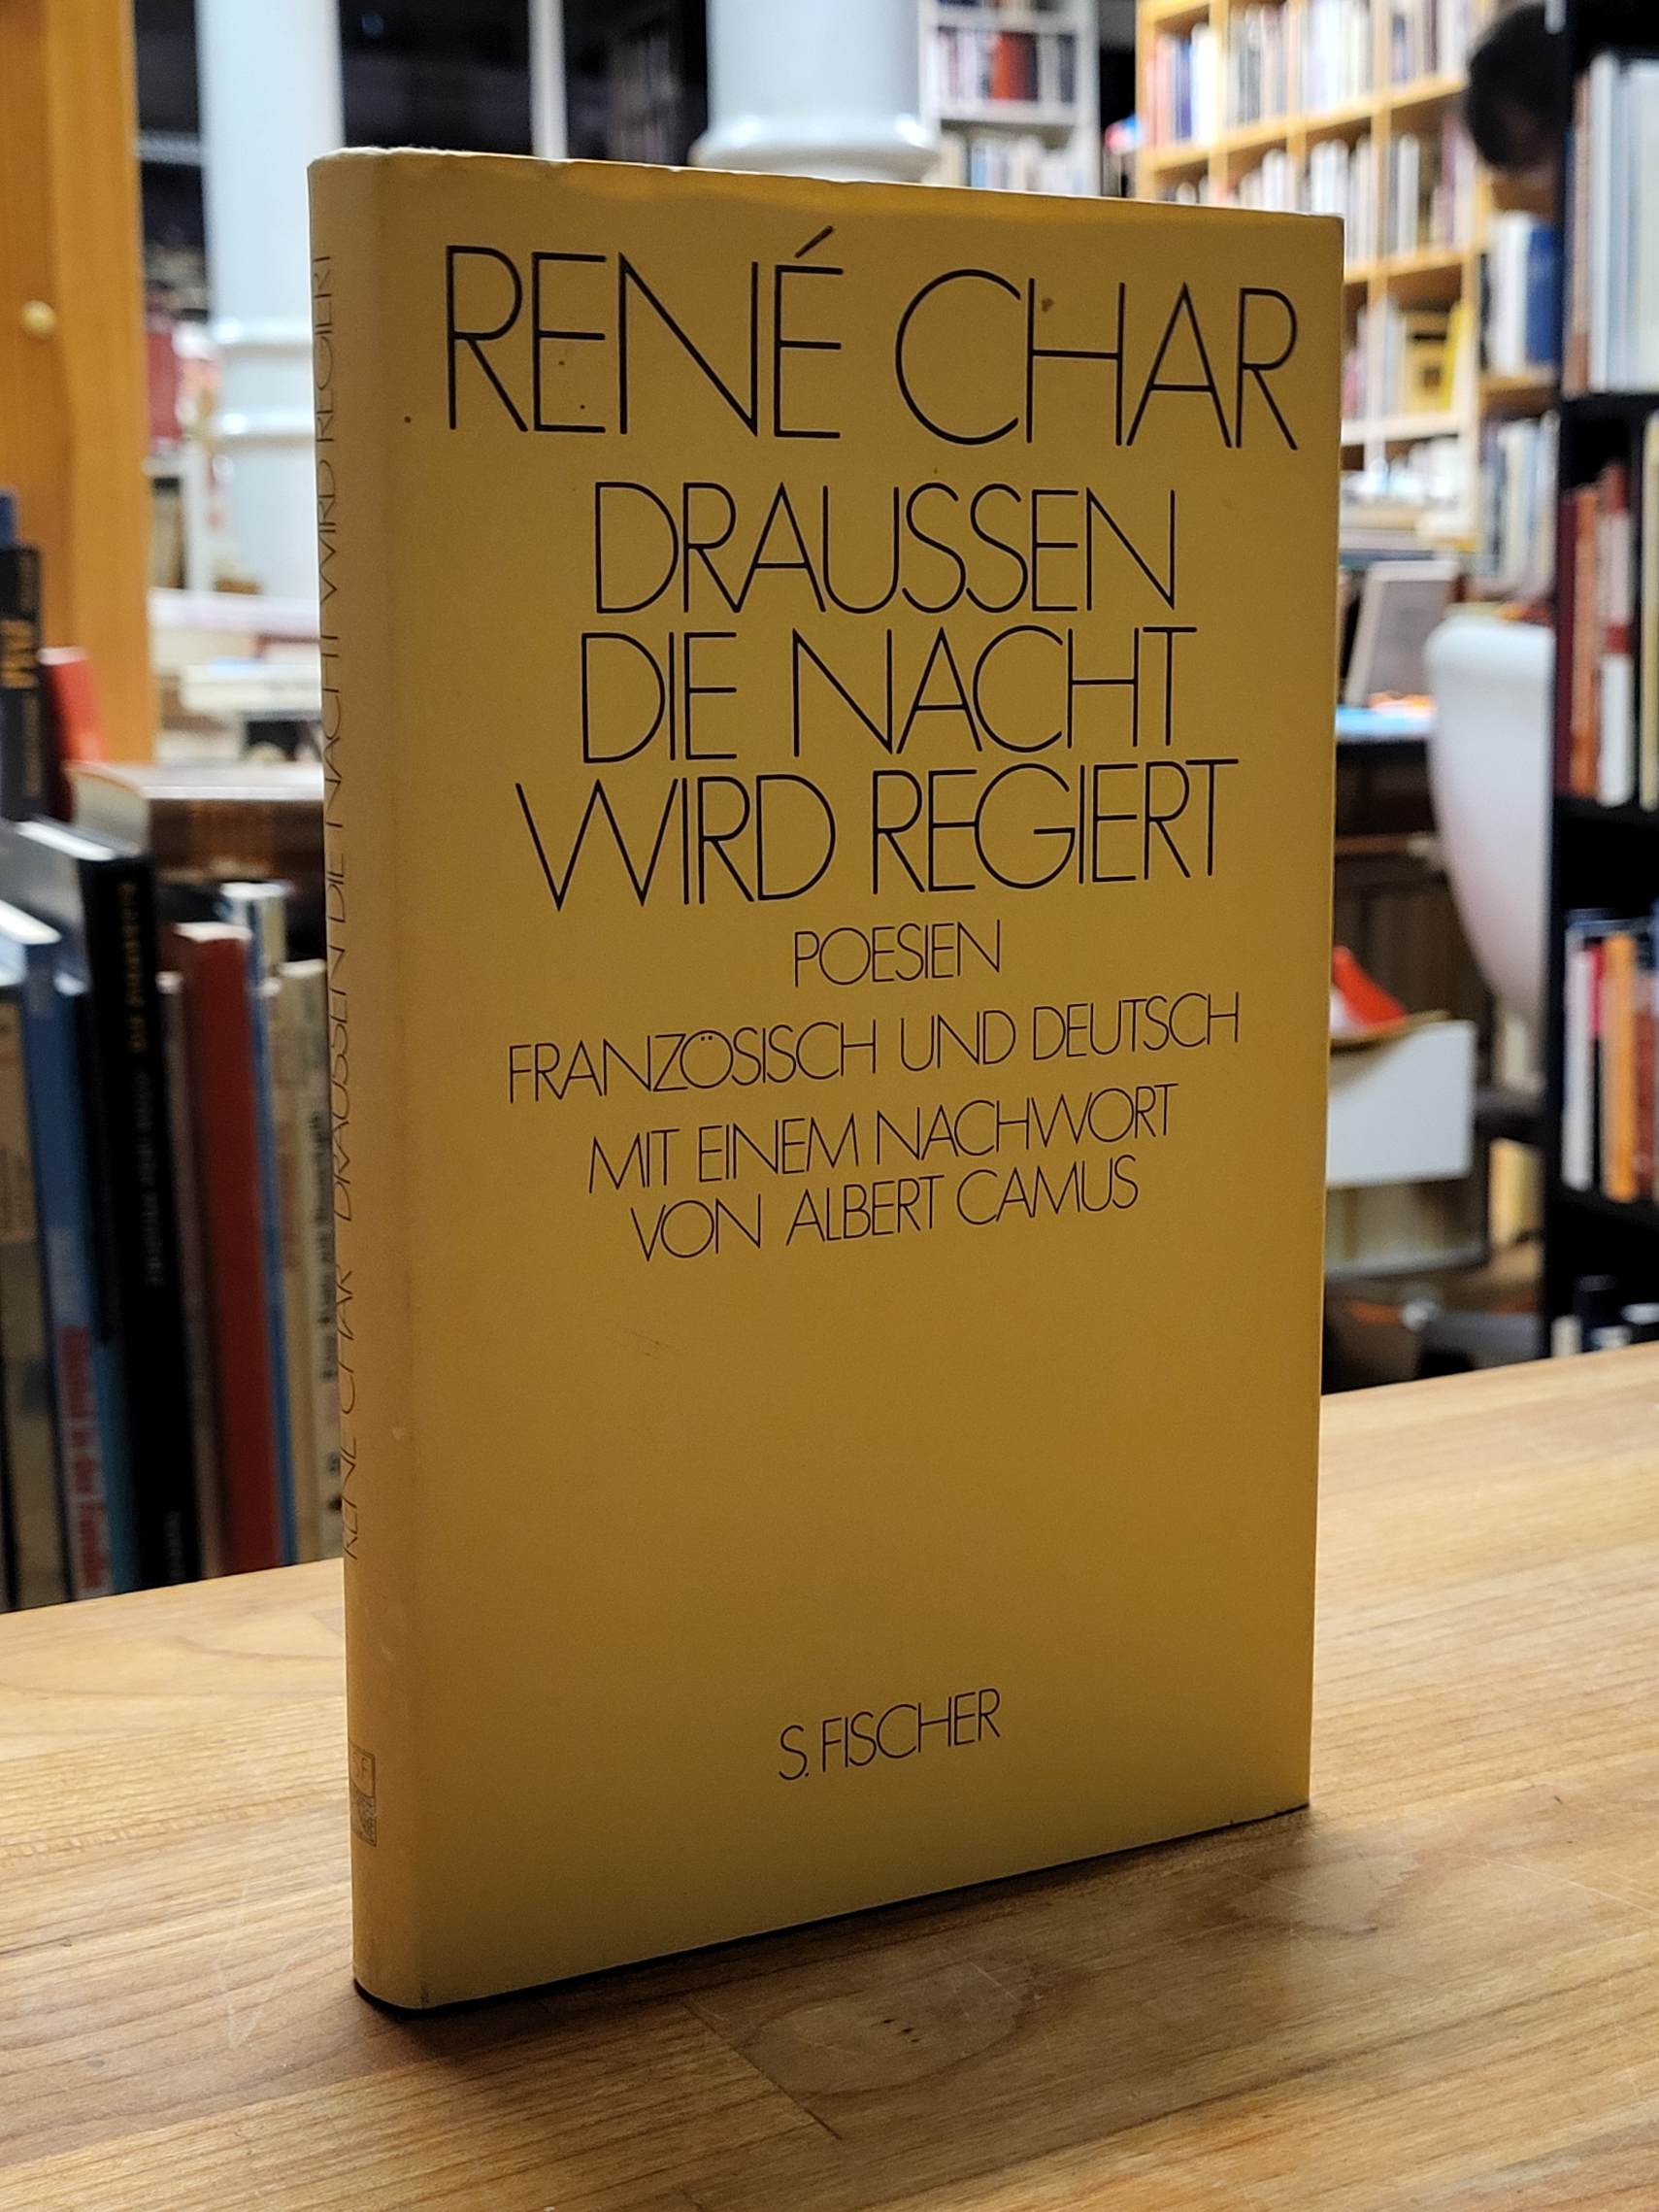 RENÉ CHAR
DRAUSSEN
DIE NACHT
WIRD REGIERT
POESIEN
FRANZÖSISCH UND DEUTSCH
MIT EINEM NACHWORT
VON ALBERT CAMUS
S. FISCHER
RENÉ CHAR DRAUSSEN DIE NACHT WIRD REGIERT
SF